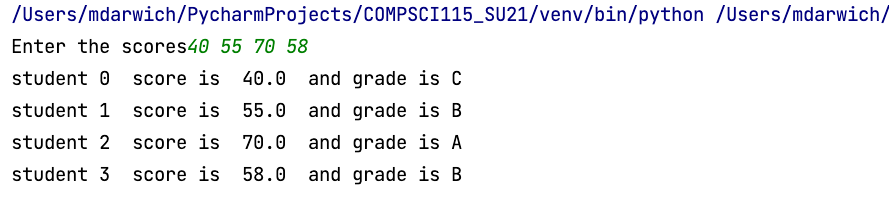 /Users/mdarwich/PycharmProjects/COMPSCI115_SU21/venv/bin/python /Users/mdarwich/
Enter the scores40 55 70 58
student 0  score is  40.0  and grade is C
student 1  score is  55.0  and grade is B
student 2  score is  70.0  and grade is A
student 3  score is  58.0  and grade is B